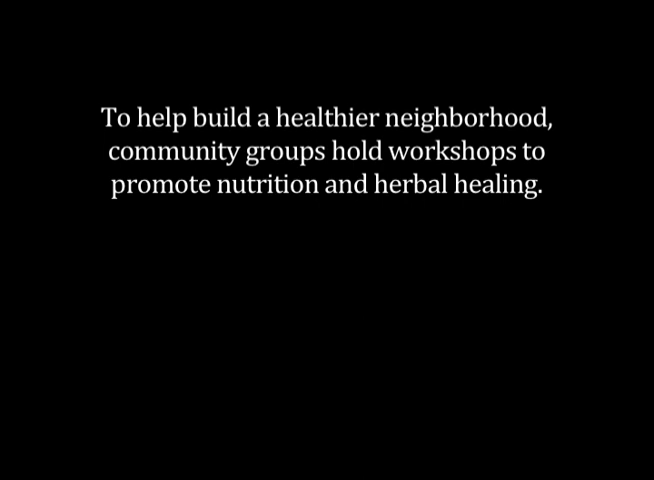 To help build a healthier neighborhood,
community groups hold workshops to
promote nutrition and herbal healing.